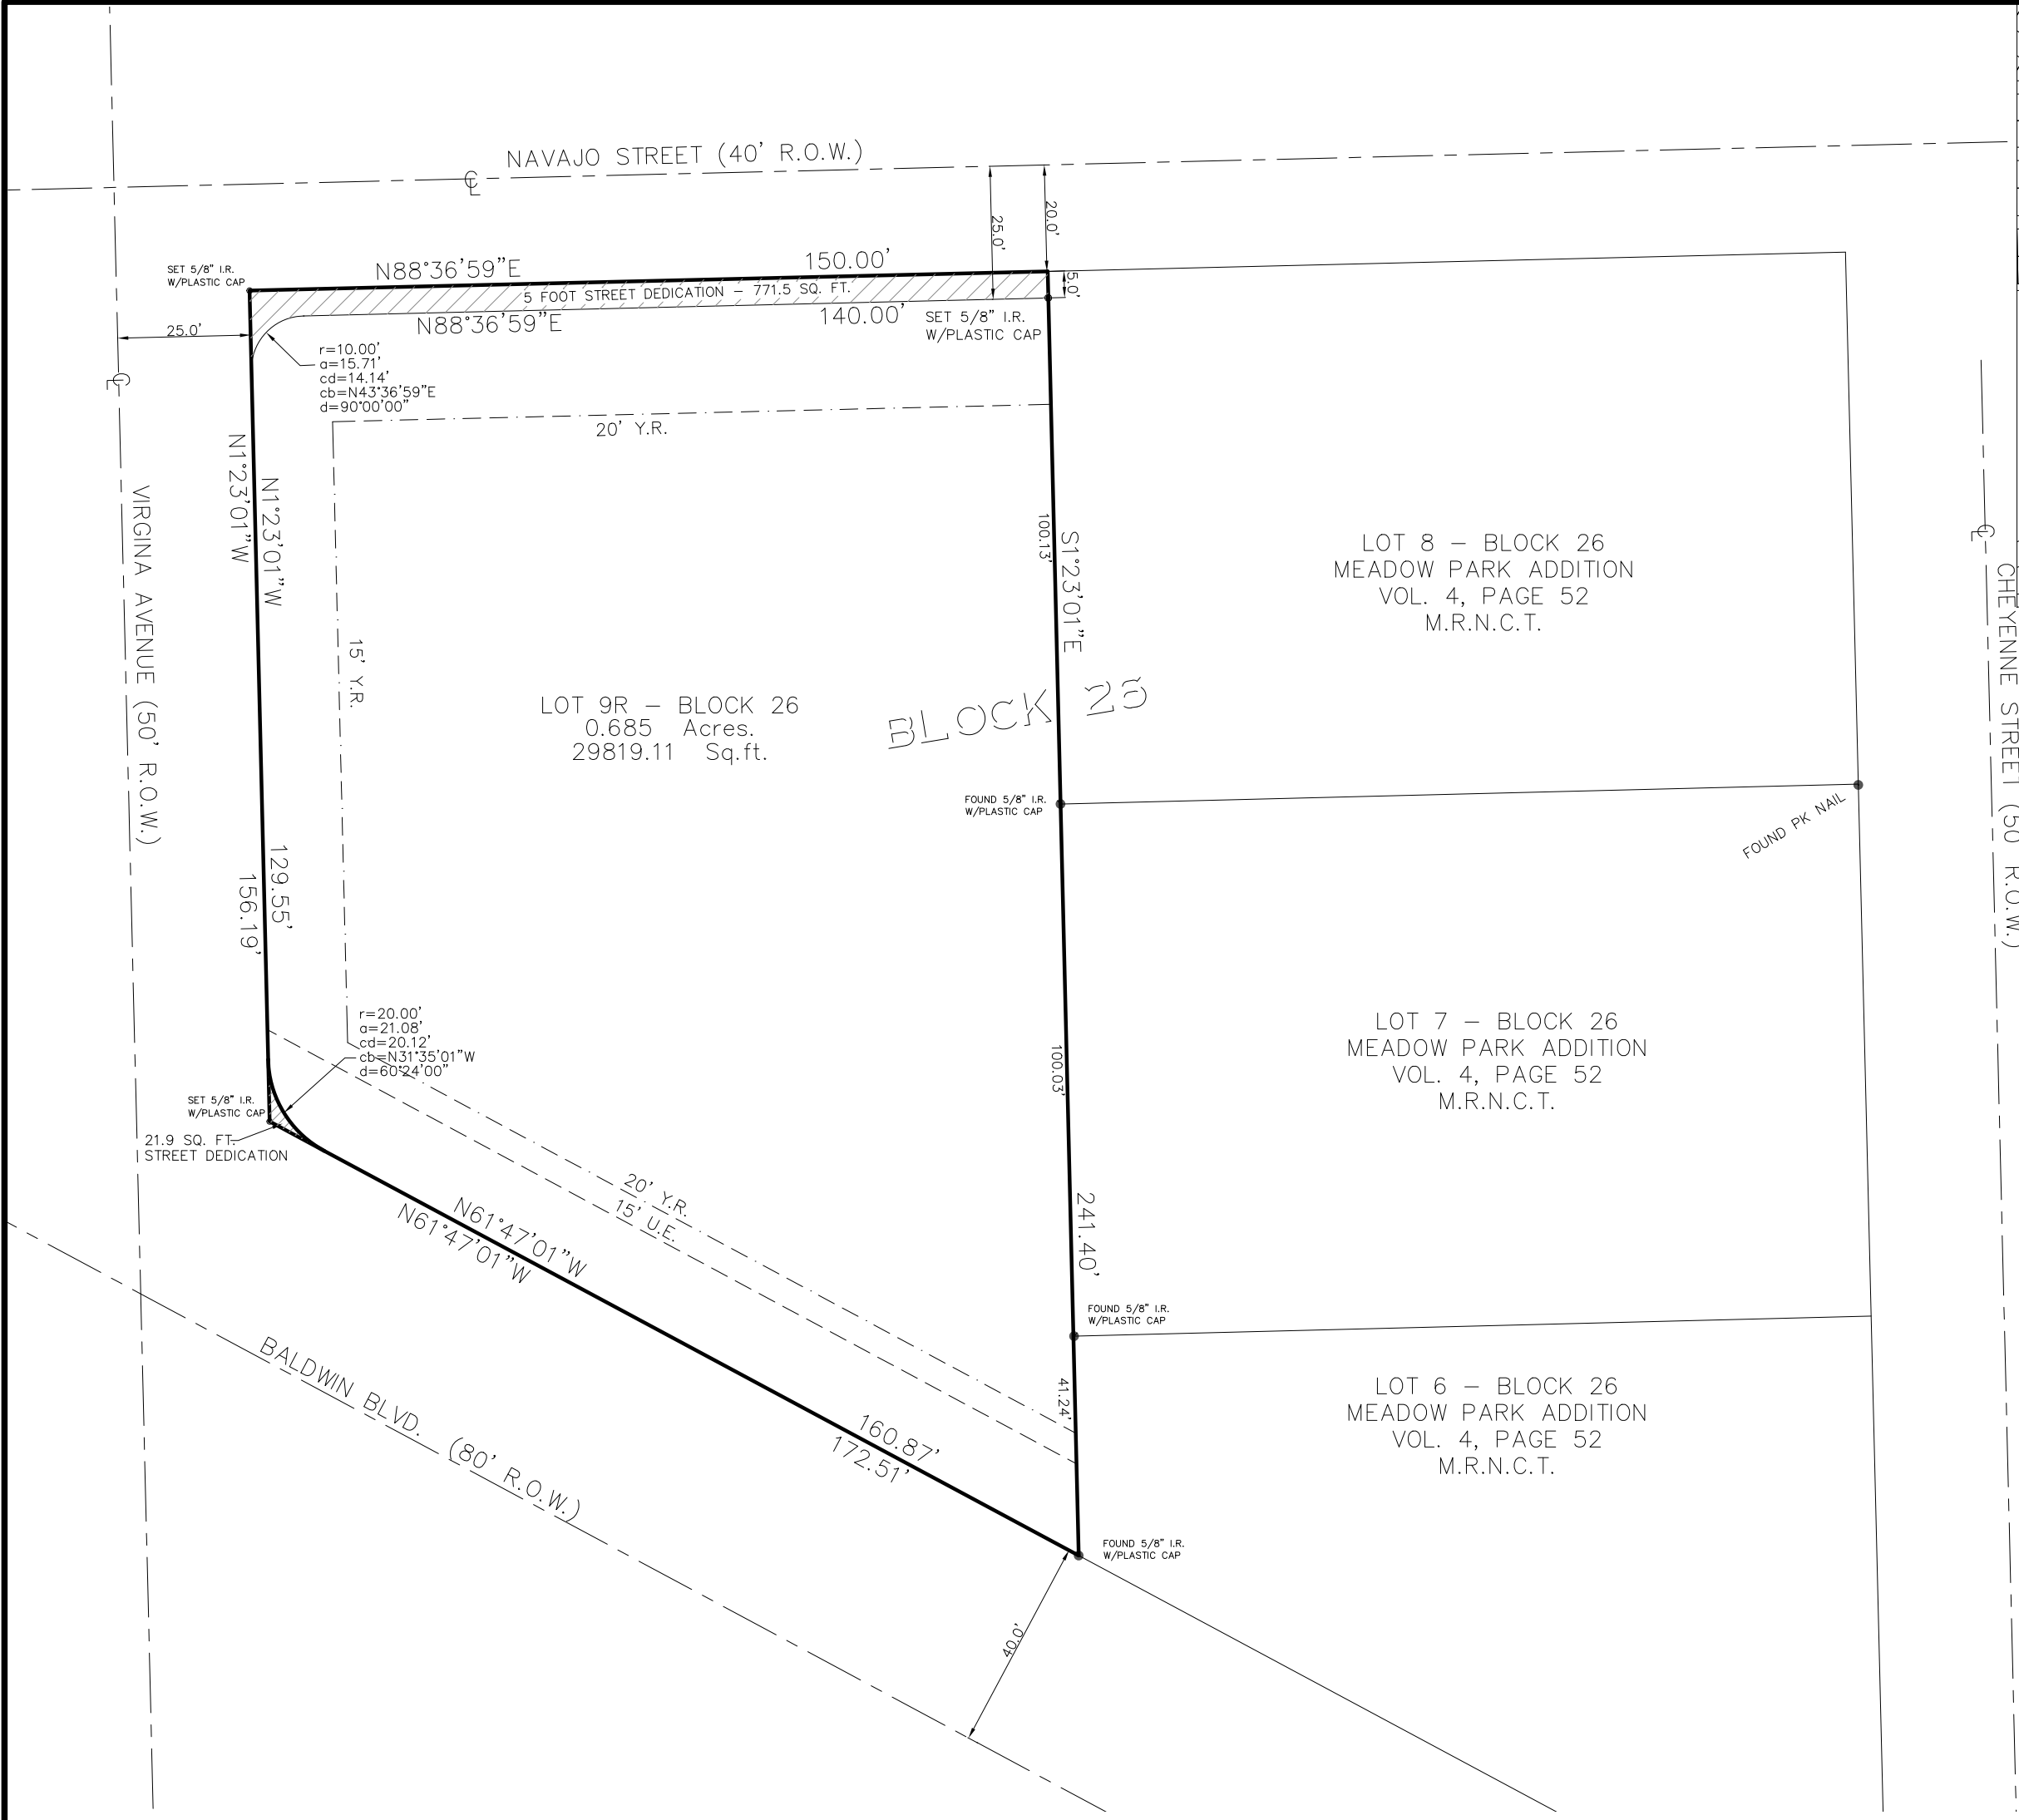 NAVAJO STREET (40' R.O.W.)
20.0'
25.0'
5.0'
SET 5/8" I.R.
W/PLASTIC CAP
N88°36'59"E
150.00'
5 FOOT STREET DEDICATION - 771.5 SQ. FT.
N88°36'59"E
140.00'
SET 5/8" I.R.
W/PLASTIC CAP
25.0'
r=10.00'
a=15.71'
cd=14.14'
cb=N43°36'59"E
d=90°00'00"
20' Y.R.
N1°23'01"W
N1°23'01"W
VIRGINA AVENUE (50' R.O.W.)
15' Y.R.
100.13'
S1°23'01"E
LOT 8 - BLOCK 26
MEADOW PARK ADDITION
VOL. 4, PAGE 52
M.R.N.C.T.
CHEYENNE STREET (50' R.O.W.)
LOT 9R - BLOCK 26
0.685 Acres.
29819.11 Sq.ft.
BLOCK 26
FOUND 5/8" I.R.
W/PLASTIC CAP
FOUND PK NAIL
129.55'
156.19'
r=20.00'
a=21.08'
cd=20.12'
cb=N31°35'01"W
d=60°24'00"
100.03'
LOT 7 - BLOCK 26
MEADOW PARK ADDITION
VOL. 4, PAGE 52
M.R.N.C.T.
SET 5/8" I.R.
W/PLASTIC CAP
21.9 SQ. FT.
STREET DEDICATION
20' Y.R.
15' U.E.
N61°47'01"W
N61°47'01"W
241.40'
FOUND 5/8" I.R.
W/PLASTIC CAP
41.24'
LOT 6 - BLOCK 26
MEADOW PARK ADDITION
VOL. 4, PAGE 52
M.R.N.C.T.
BALDWIN BLVD. (80' R.O.W.)
160.87'
172.51'
FOUND 5/8" I.R.
W/PLASTIC CAP
40.0'